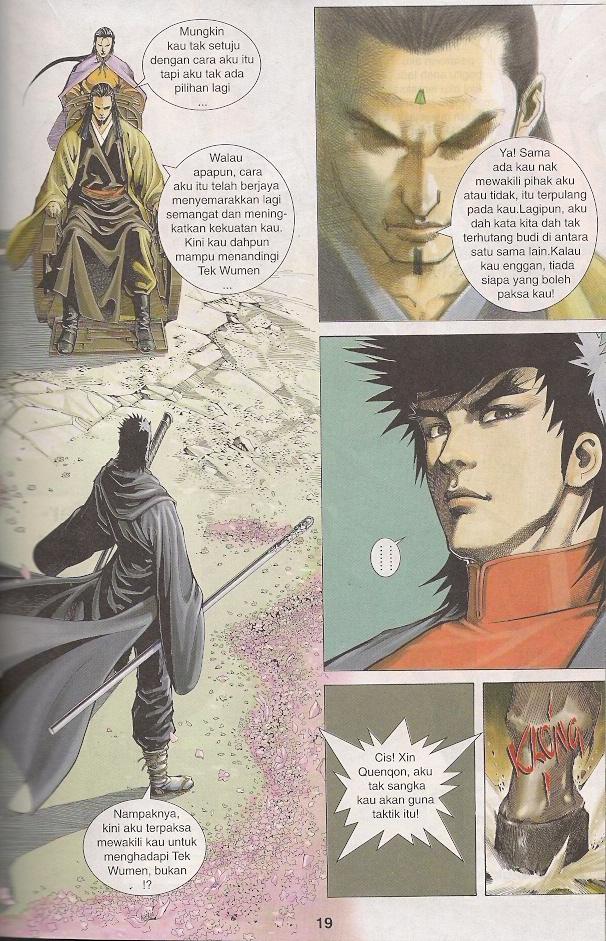 Mungkin
kau tak setuju
dengan cara aku itu
tapi aku tak ada
pilihan lagi
...
Walau
apapun, cara
aku itu telah berjaya
menyemarakkan lagi
semangat dan mening-
katkan kekuatan kau.
Kini kau dahpun
mampu menandingi
Tek Wumen
...
Nampaknya,
kini aku terpaksa
mewakili kau untuk
menghadapi Tek
Wumen, bukan
!?
Ya! Sama
ada kau nak
mewakili pihak aku
atau tidak, itu terpulang
pada kau.Lagipun, aku
dah kata kita dah tak
terhutang budi di antara
satu sama lain.Kalau
kau enggan, tiada
siapa yang boleh
paksa kau!
......
Cis! Xin
Quenqon, aku
tak sangka
kau akan guna
taktik itu!
KLUNG!
19